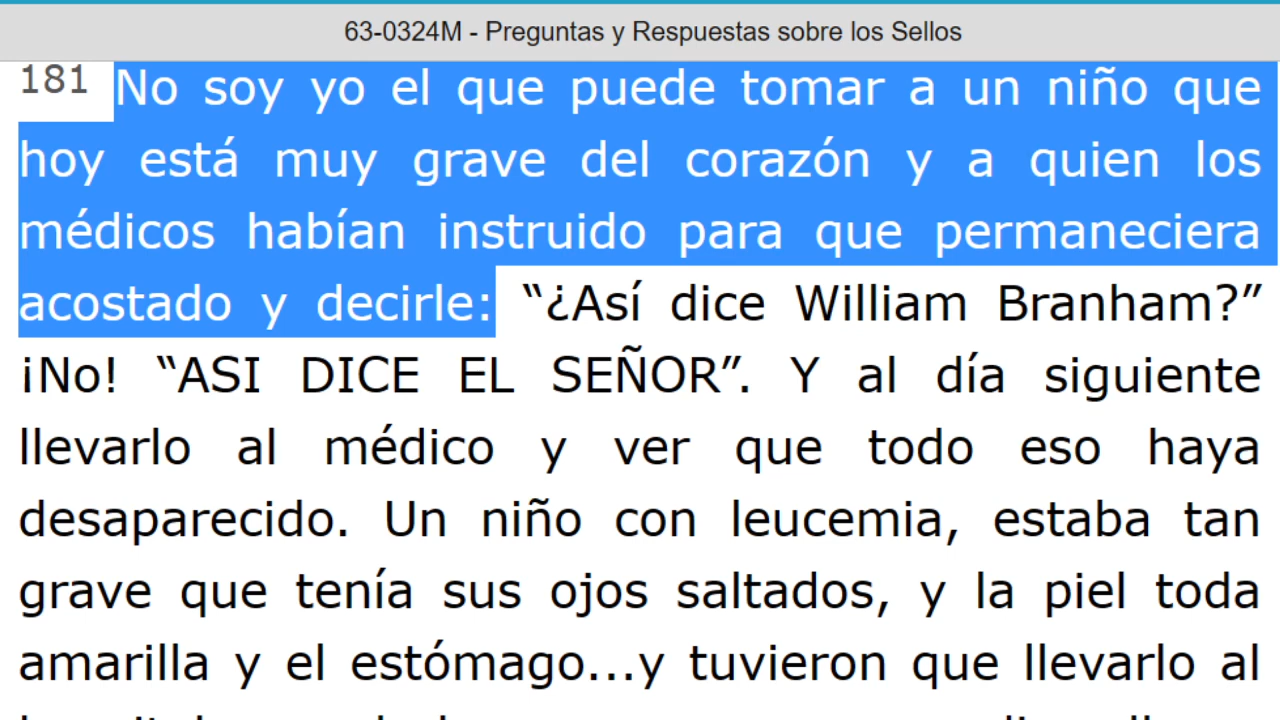 63-0324M - Preguntas y Respuestas sobre los Sellos
181 No soy yo el que puede tomar a un niño que
hoy está muy grave del corazón y a quien los
médicos habían instruido para que permaneciera
acostado y decirle: “¿Así dice William Branham?”
¡No! “ASI DICE EL SEÑOR”. Y al día siguiente
llevarlo al médico y ver que todo eso haya
desaparecido. Un niño con leucemia, estaba tan
grave que tenía sus ojos saltados, y la piel toda
amarilla y el estómago...y tuvieron que llevarlo al